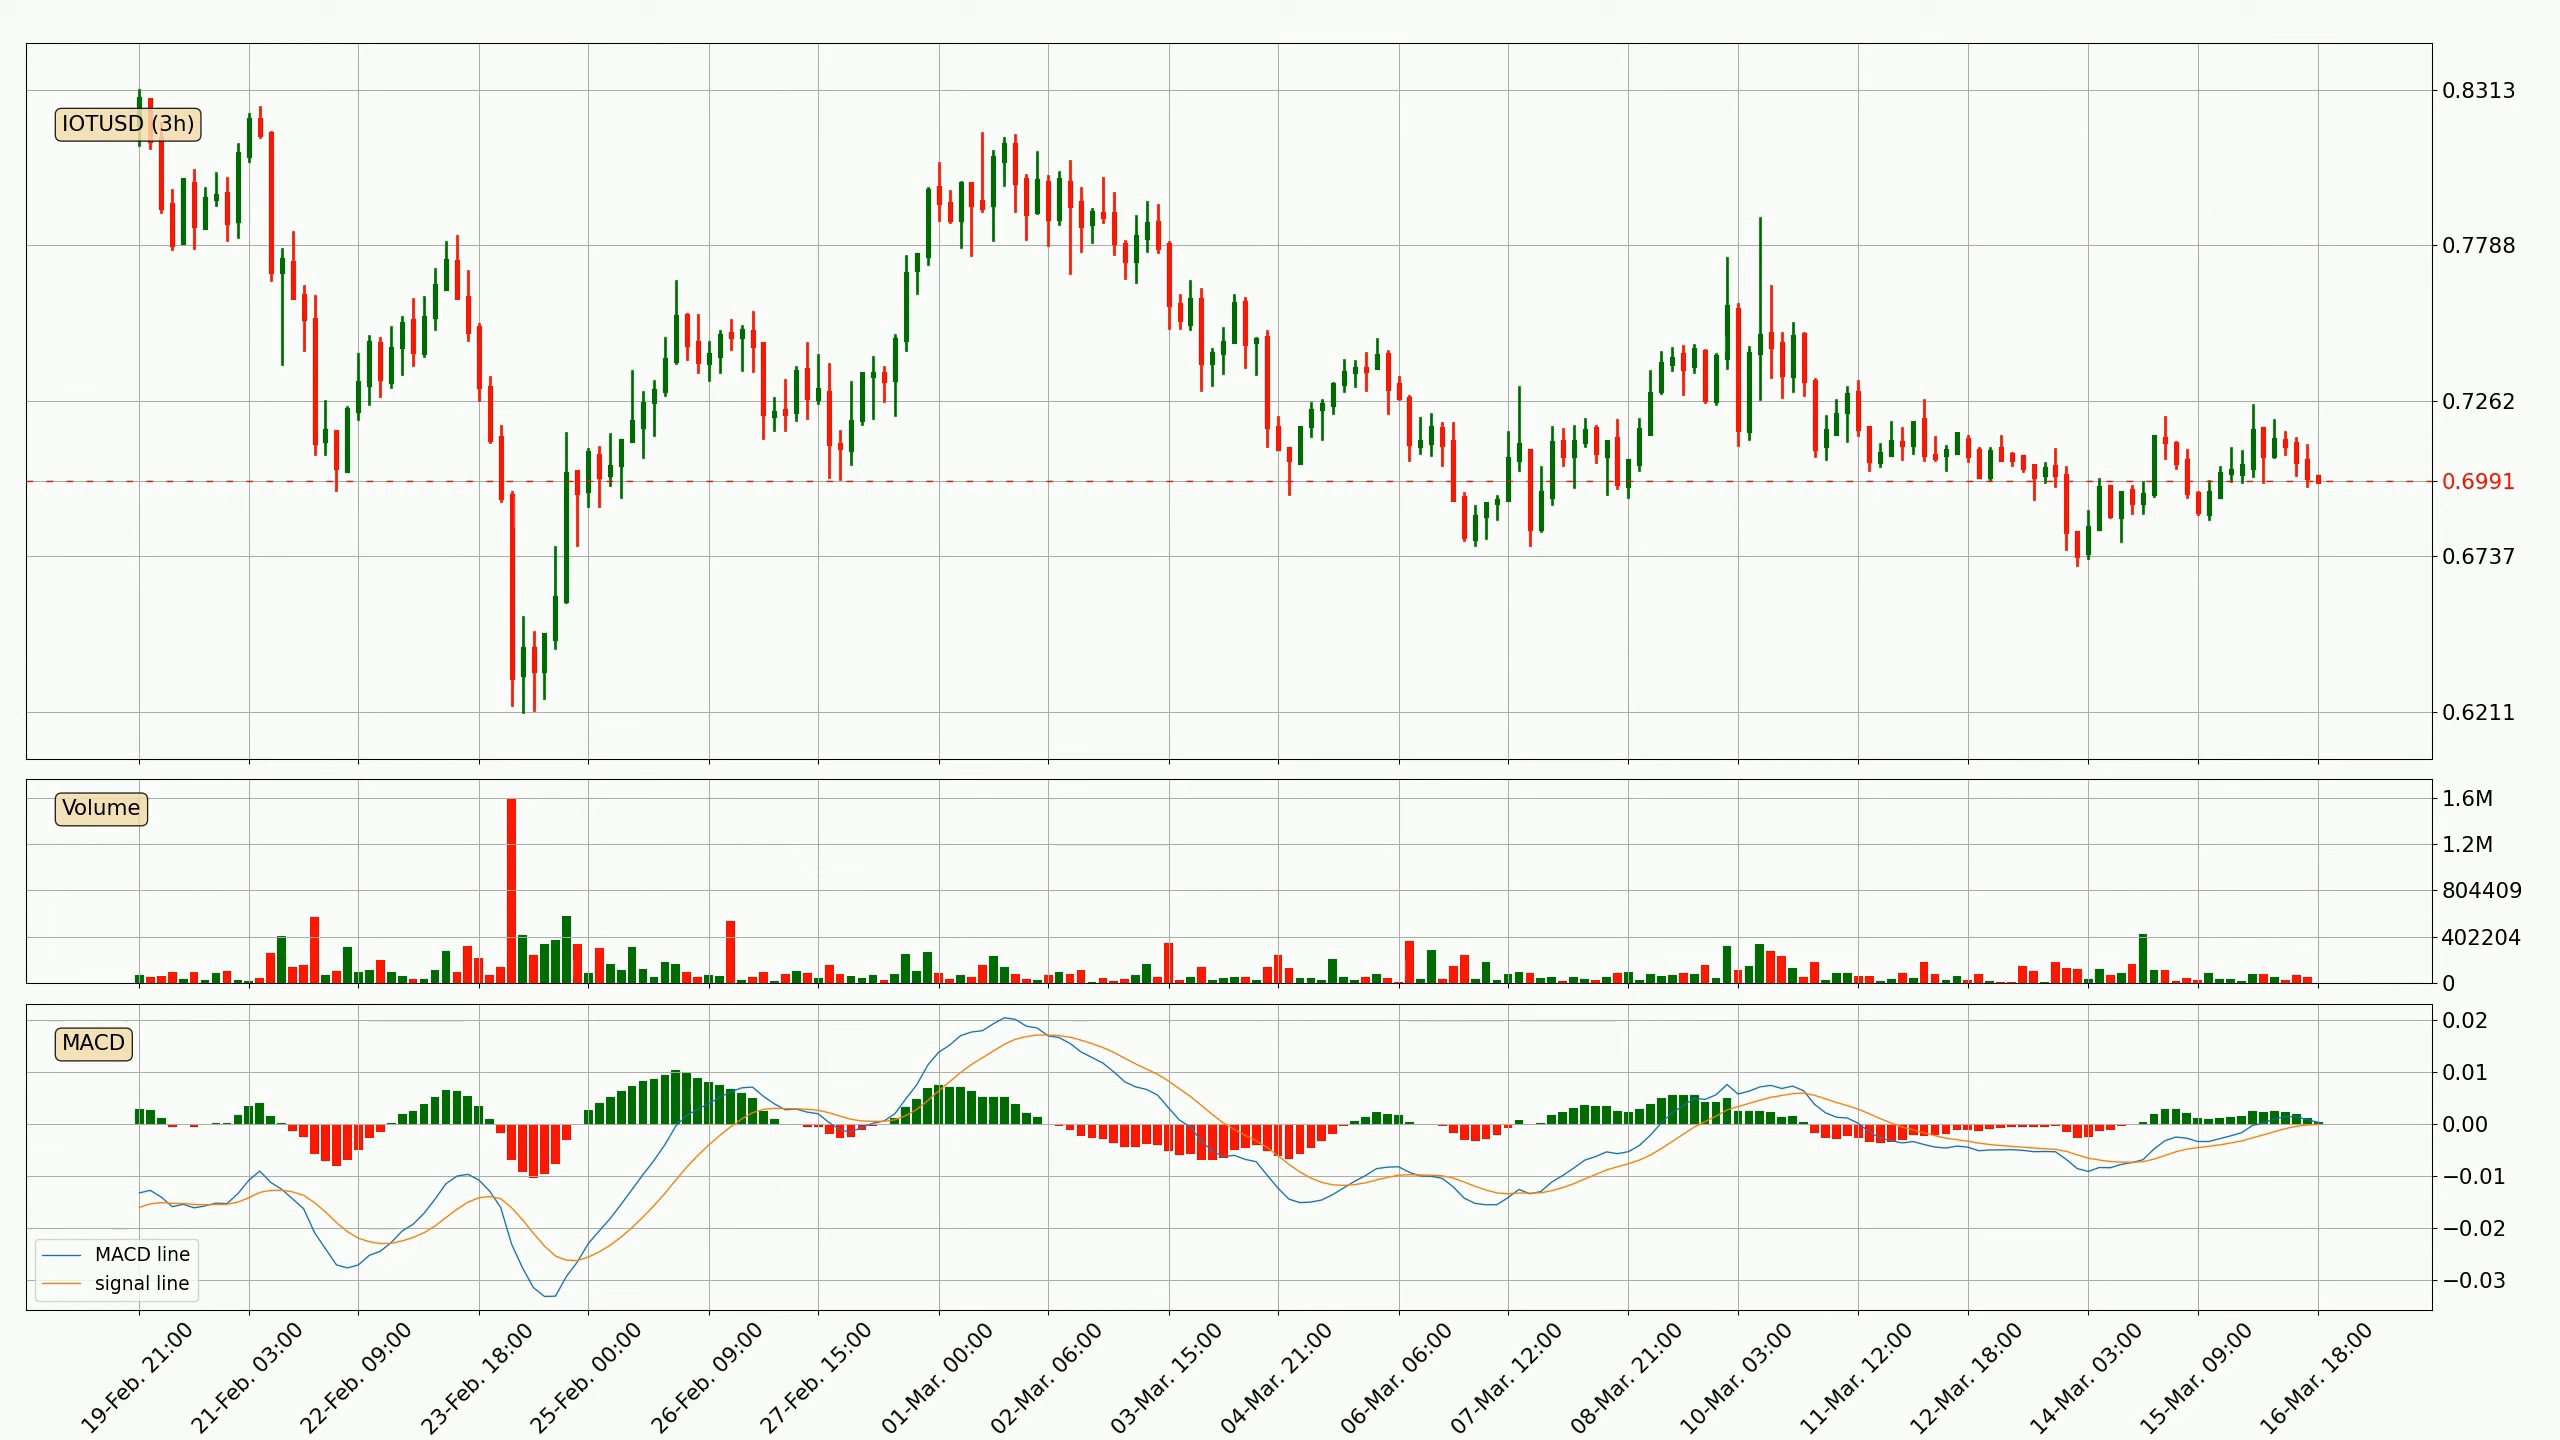 IOTUSD (3h)
0.8313
0.7788
0.7262
0.6991
0.6737
0.6211
Volume
1.6M
1.2M
804409
402204
0
MACD
0.02
0.01
0.00
−0.01
−0.02
−0.03
MACD line
signal line
19-Feb. 21:00
21-Feb. 03:00
22-Feb. 09:00
23-Feb. 18:00
25-Feb. 00:00
26-Feb. 09:00
27-Feb. 15:00
01-Mar. 00:00
02-Mar. 06:00
03-Mar. 15:00
04-Mar. 21:00
06-Mar. 06:00
07-Mar. 12:00
08-Mar. 21:00
10-Mar. 03:00
11-Mar. 12:00
12-Mar. 18:00
14-Mar. 03:00
15-Mar. 09:00
16-Mar. 18:00